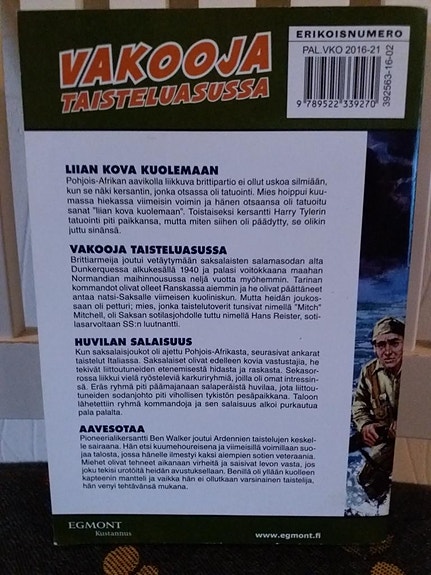 VAKOOJA
TAISTELUASUSSA
ERIKOISNUMERO
PAL.VKO 2016-21
392563-16-02
9 789522 339270
LIIAN KOVA KUOLEMAAN
Pohjois-Afrikan aavikolla liikkuva brittipartio ei ollut uskoa silmiään,
kun se näki kersantin, jonka otsassa oli tatuointi. Mies hoippui kuu-
massa hiekassa viimeisin voimin ja hänen otsaansa oli tatuoitu
sanat "liian kova kuolemaan". Toistaiseksi kersantti Harry Tylerin
tatuointi piti paikkansa, mutta miten siihen oli päädytty, se olikin
juttu sinänsä.
VAKOOJA TAISTELUASUSSA
Brittiarmeija joutui vetäytymään saksalaisten salamasodan alta
Dunkerquessa alkukesällä 1940 ja palasi voitokkaana maahan
Normandian maihinnousussa neljä vuotta myöhemmin. Tarinan
kommandot olivat olleet Ranskassa aiemmin ja he olivat päättäneet
antaa natsi-Saksalle viimeisen kuoliniskun. Mutta heidän joukos-
saan oli petturi; mies, jonka taistelutoverit tunsivat nimellä "Mitch"
Mitchell, oli Saksan sotilasjohdolle tuttu nimellä Hans Reister, soti-
lasarvoltaan SS:n luutnantti.
HUVILAN SALAISUUS
Kun saksalaisjoukot oli ajettu Pohjois-Afrikasta, seurasivat ankarat
taistelut Italiassa. Saksalaiset olivat edelleen kovia vastustajia, he
tekivät liittoutuneiden etenemisestä hidasta ja raskasta. Sekasor-
rossa liikkui vielä ryösteleviä karkuriryhmiä, joilla oli omat intressin-
sä. Eräs ryhmä piti päämajanaan salaperästä huvilaa, jota liittou-
tuneiden sodanjohto piti vihollisen tykistön pesäpaikkana. Taloon
lähetettiin ryhmä kommandoja ja sen salaisuus alkoi purkautua
pala palalta.
AAVESOTAA
Pioneerialikersantti Ben Walker joutui Ardennien taistelujen keskel-
le sairaana. Hän etsi kuumehoureisena ja viimeisillä voimillaan suo-
jaa talosta, jossa hänelle ilmestyi kaksi aiempien sotien veteraania.
Miehet olivat tehneet aikanaan virheitä ja saisivat levon vasta, jos
joku tekisi urotöitä heidän avustuksellaan. Benillä oli yllään kuolleen
kapteenin mantteli ja vaikka hän ei ollutkaan varsinainen taistelija,
hän venyi tehtävänsä mukana.
EGMONT
Kustannus
www.egmont.fi